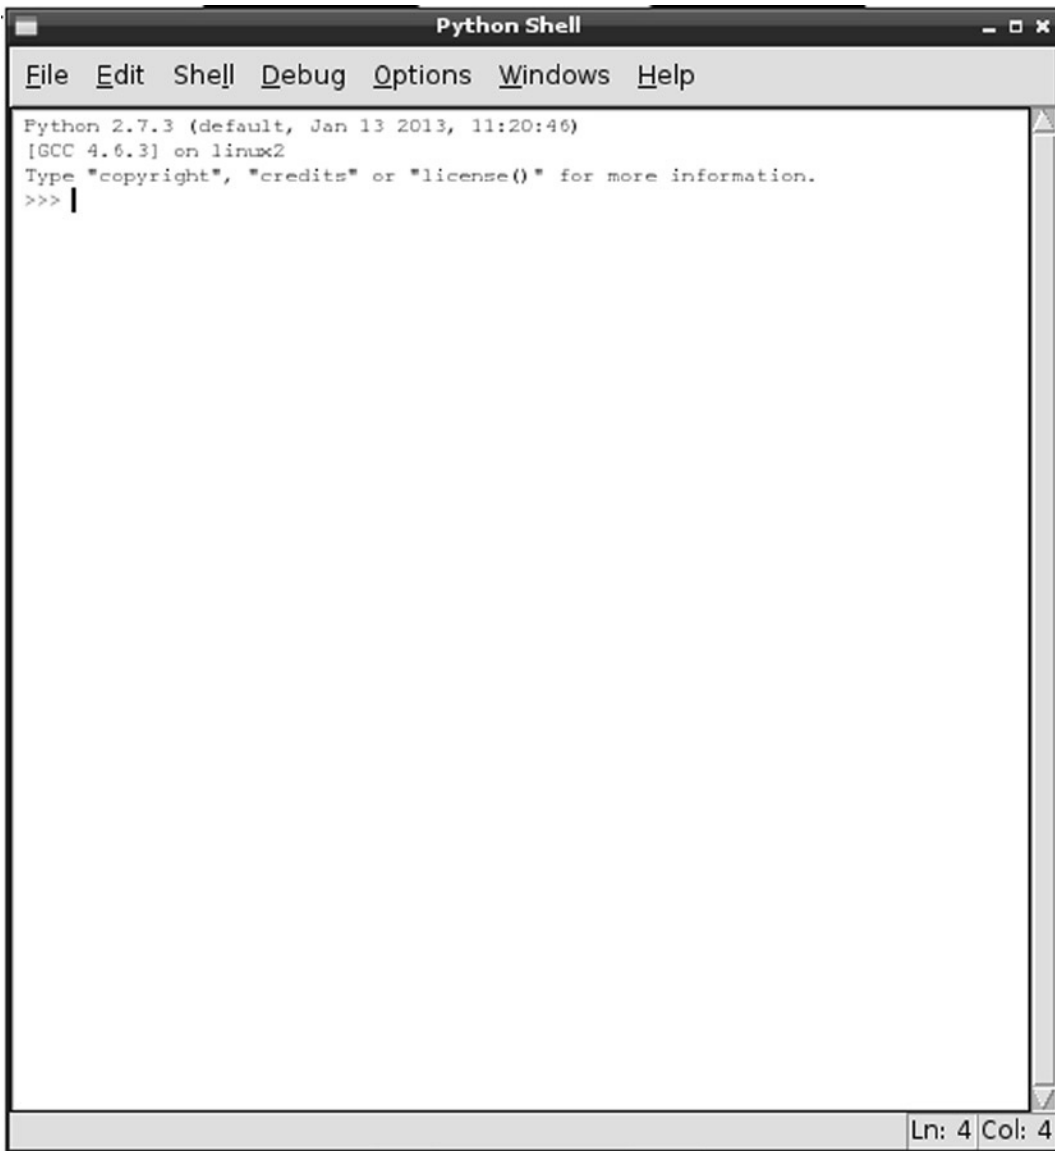 Python Shell
File Edit Shell Debug Options Windows Help
Python 2.7.3 (default, Jan 13 2013, 11:20:46)
[GCC 4.6.3] on linux2
Type "copyright", "credits" or "license()" for more information.
>>>
Ln: 4 Col: 4